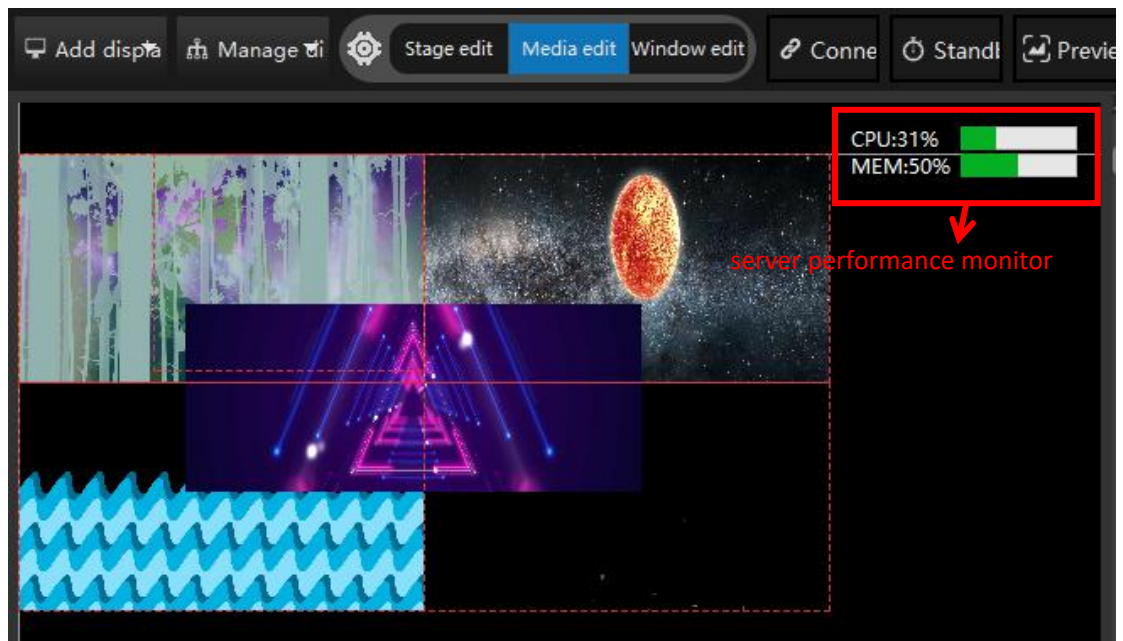 Add displa
Manage di
Stage edit
Media edit
Window edit
Conne
Standb
Previe
CPU:31%
MEM:50%
server performance monitor